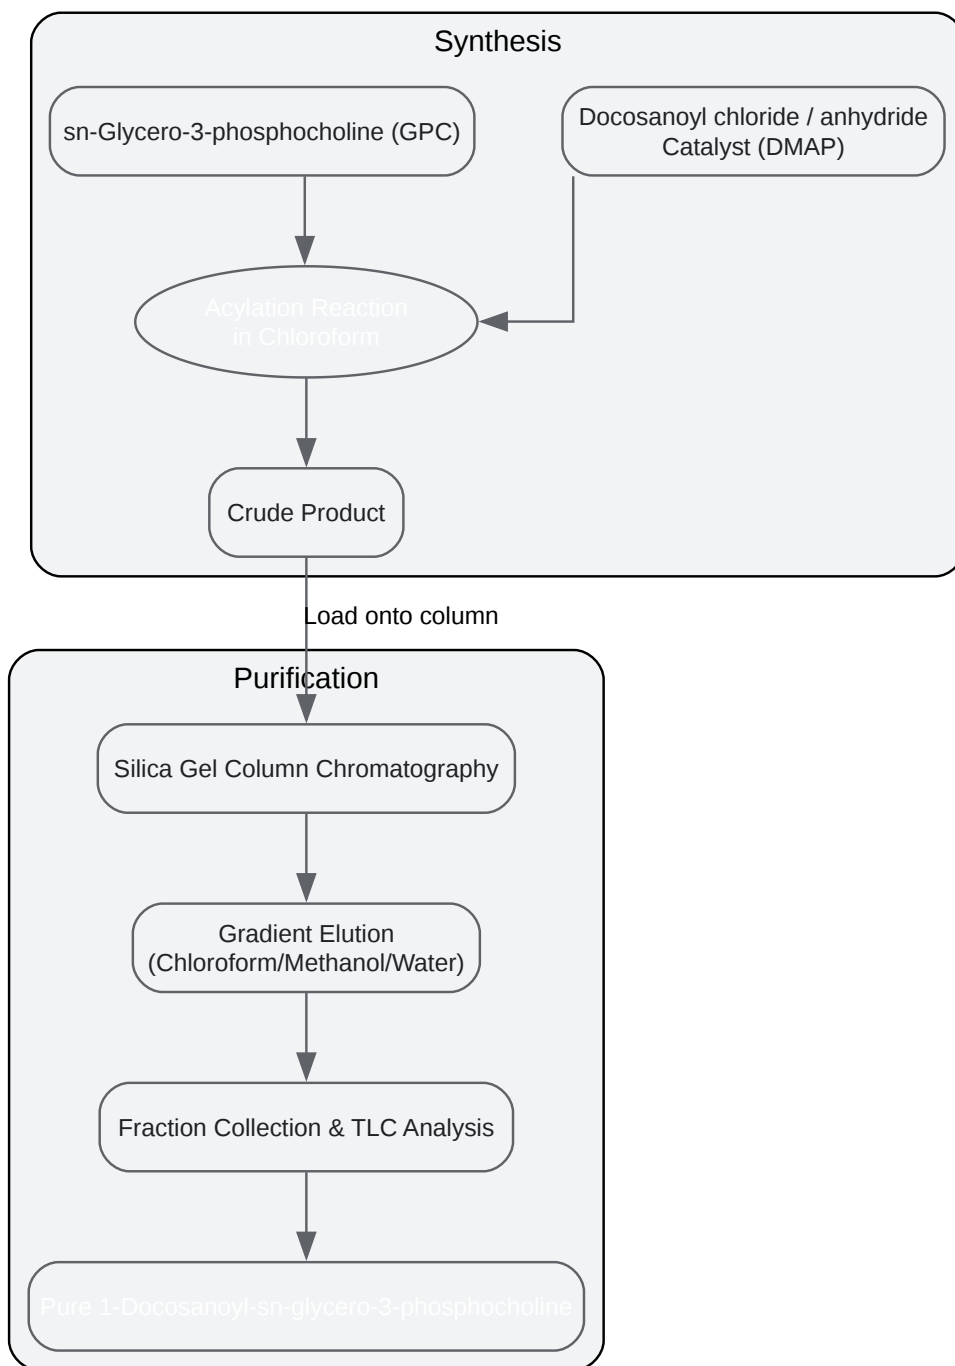 Synthesis
sn-Glycero-3-phosphocholine (GPC)
Docosanoyl chloride / anhydride
Catalyst (DMAP)
Acylation Reaction
in Chloroform
Crude Product
Load onto column
Purification
Silica Gel Column Chromatography
Gradient Elution
(Chloroform/Methanol/Water)
Fraction Collection & TLC Analysis
Pure 1-Docosanoyl-sn-glycero-3-phosphocholine